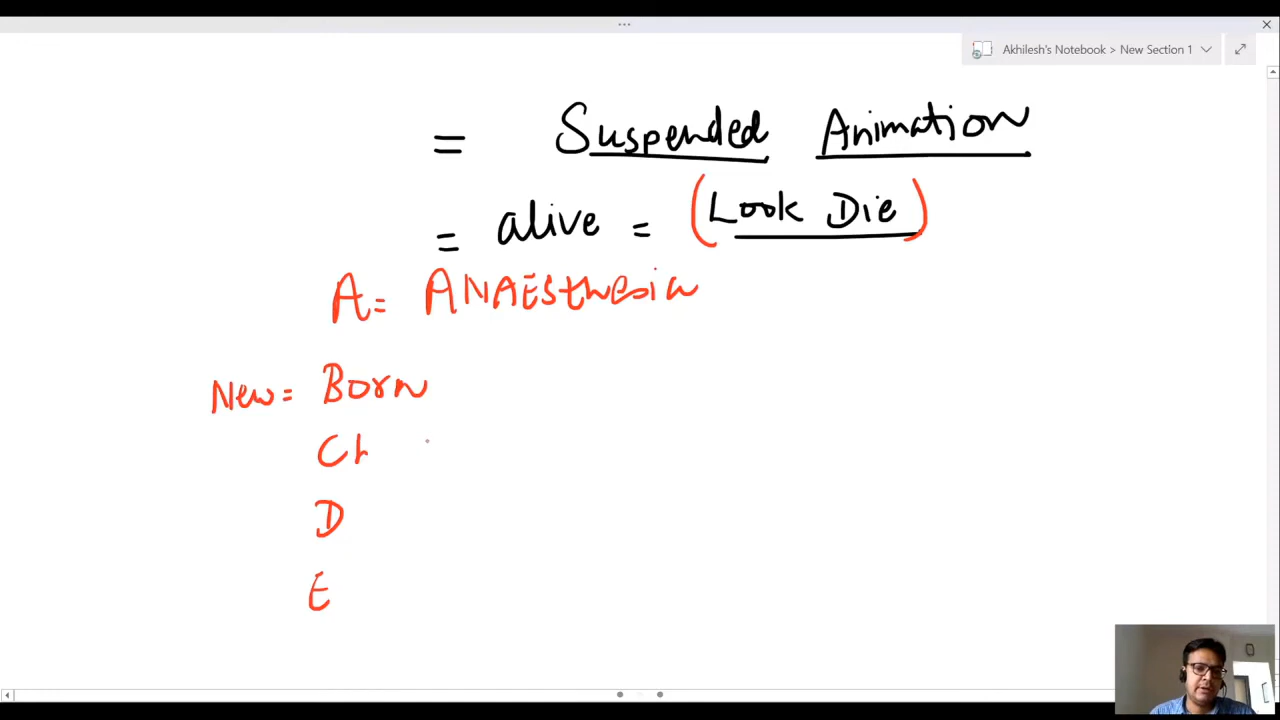 ...
Akhilesh's Notebook > New Section 1
= Suspended Animation
= alive = (Look Die)
A = ANAEsthesia
New = Born
Ch
D
E